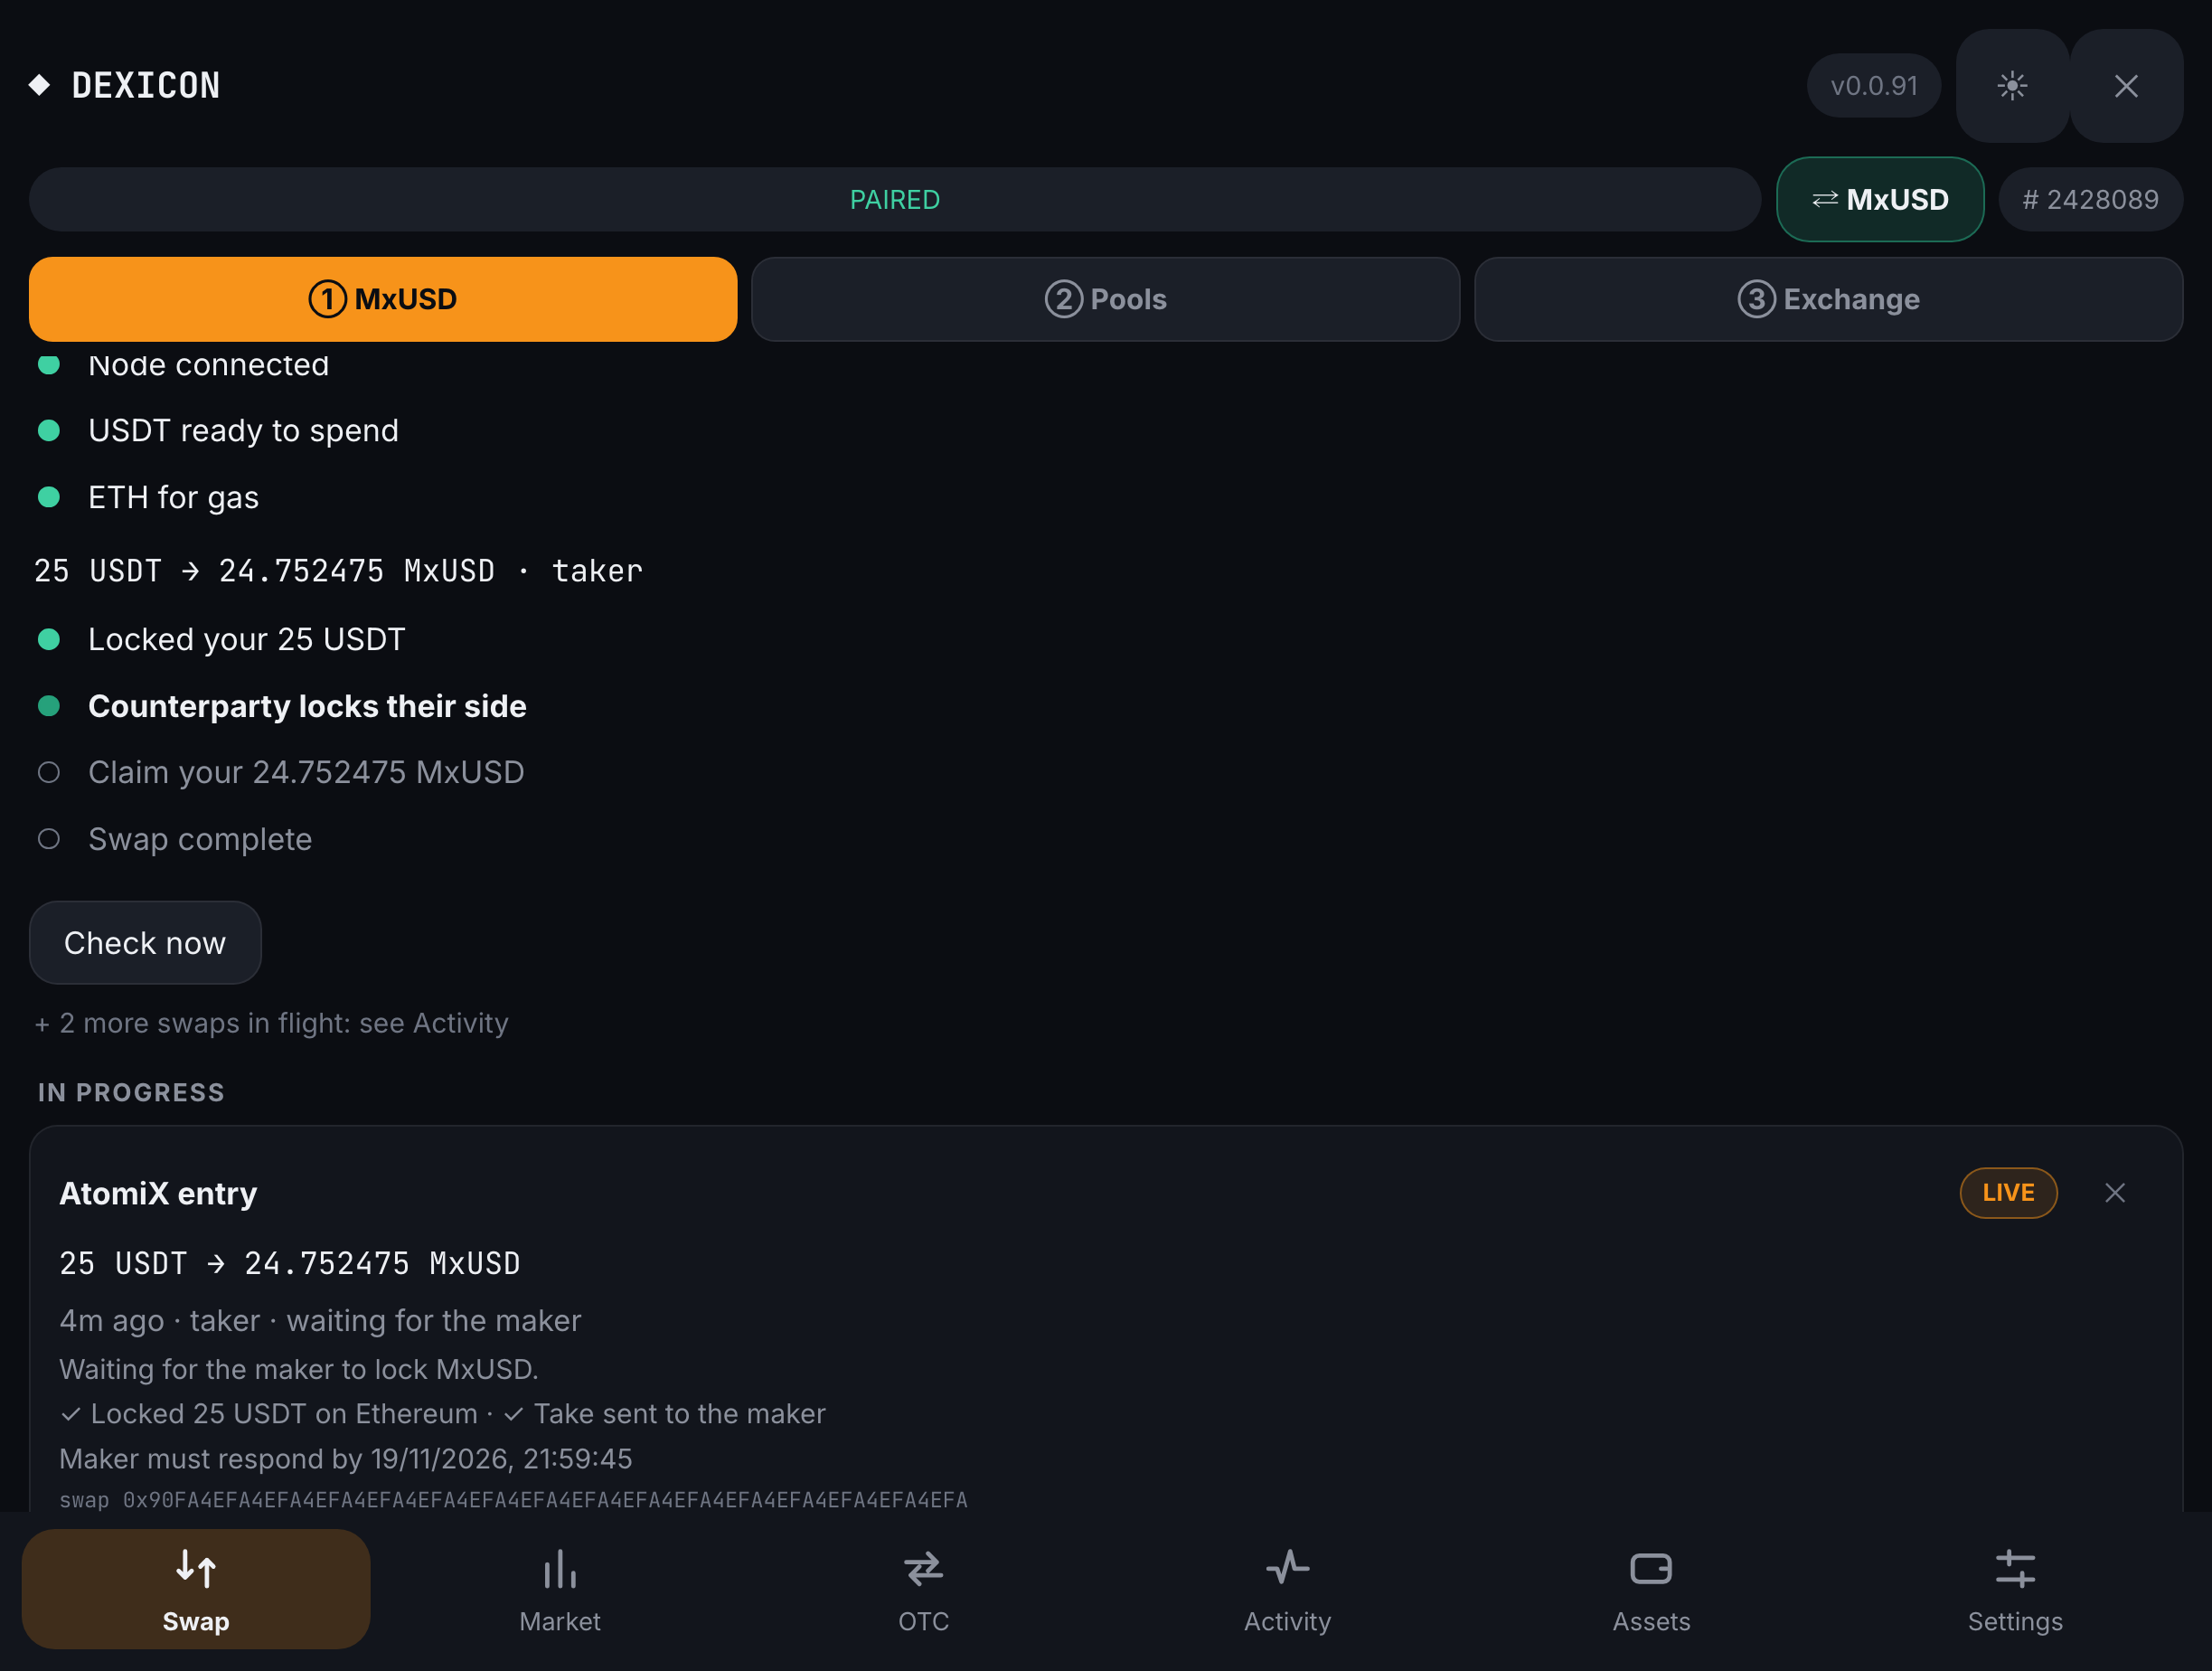 ◆ DEXICON
v0.0.91
PAIRED
⇄ MxUSD
# 2428089
① MxUSD
② Pools
③ Exchange
Node connected
USDT ready to spend
ETH for gas
25 USDT → 24.752475 MxUSD · taker
Locked your 25 USDT
Counterparty locks their side
Claim your 24.752475 MxUSD
Swap complete
Check now
+ 2 more swaps in flight: see Activity
IN PROGRESS
AtomiX entry
LIVE
25 USDT → 24.752475 MxUSD
4m ago · taker · waiting for the maker
Waiting for the maker to lock MxUSD.
✓ Locked 25 USDT on Ethereum · ✓ Take sent to the maker
Maker must respond by 19/11/2026, 21:59:45
swap 0x90FA4EFA4EFA4EFA4EFA4EFA4EFA4EFA4EFA4EFA4EFA4EFA4EFA4EFA4EFA4EFA
Swap
Market
OTC
Activity
Assets
Settings